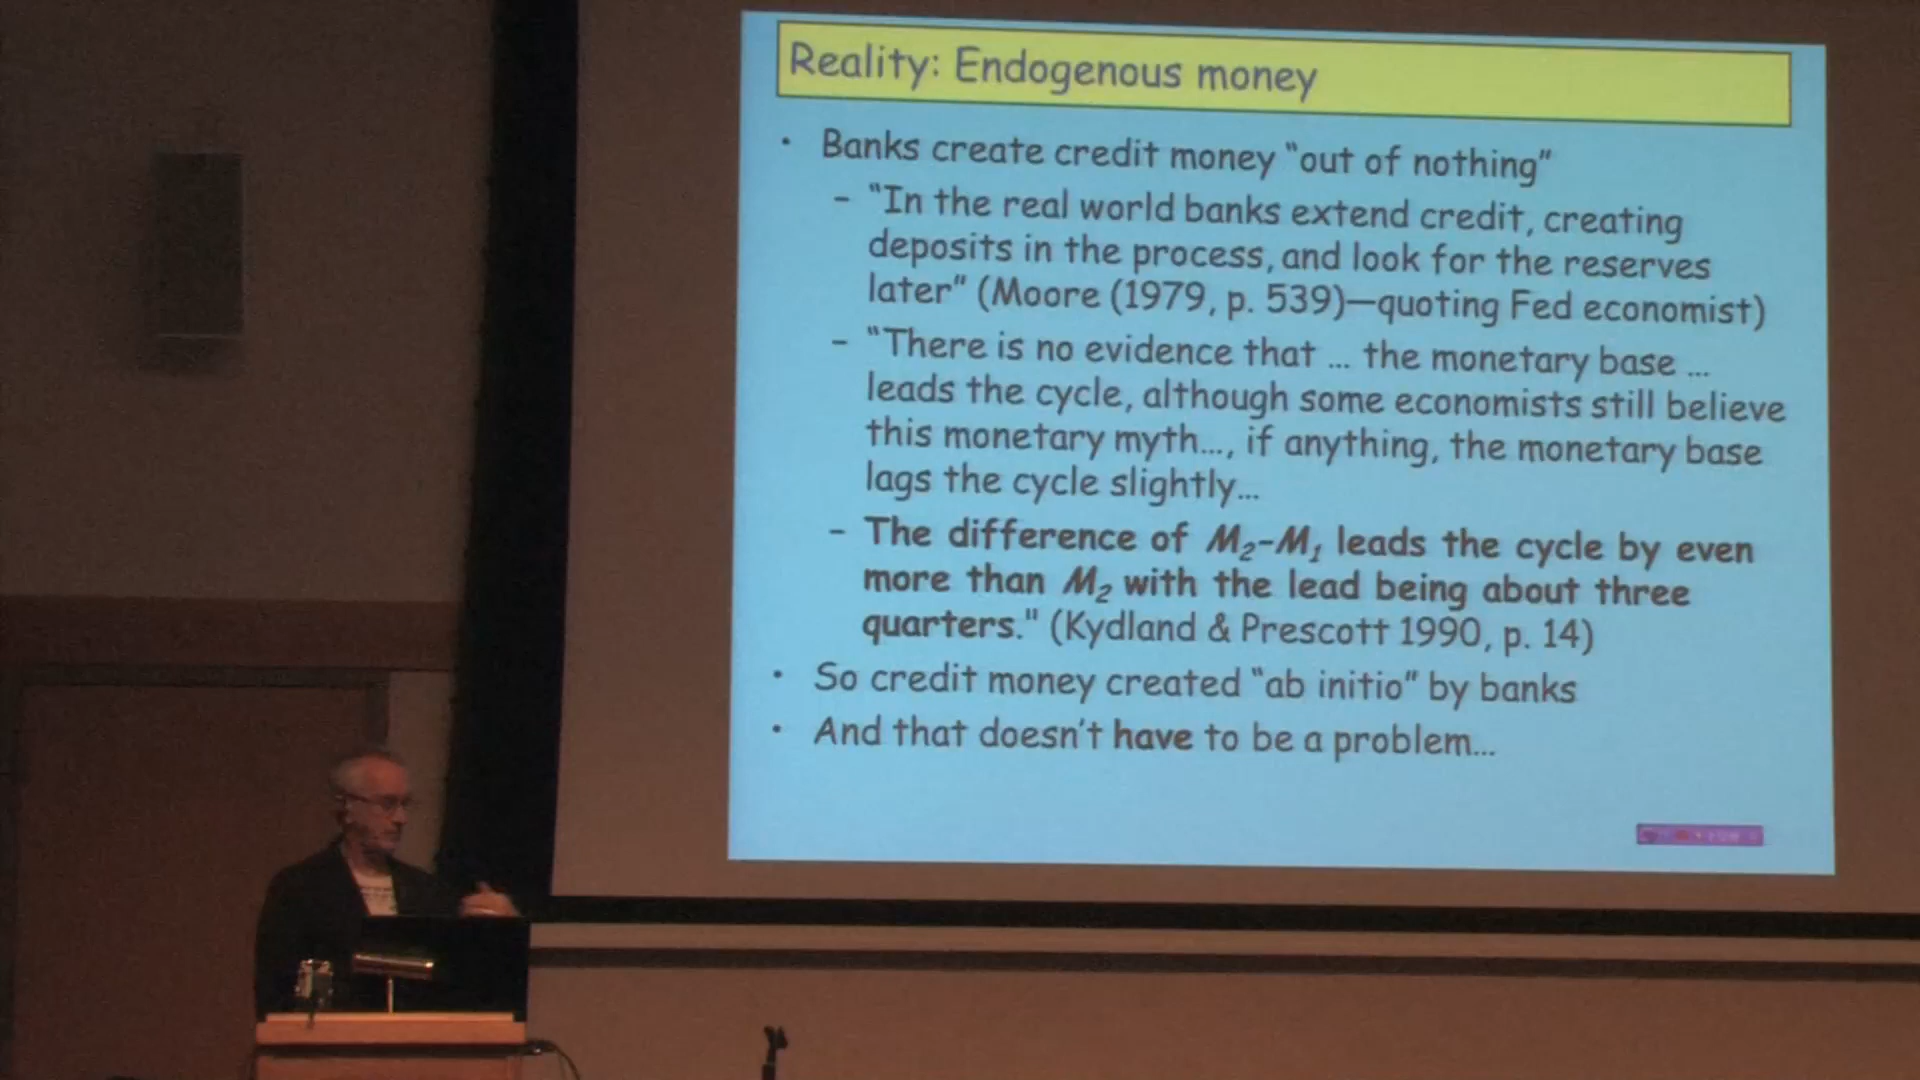 Reality: Endogenous money
• Banks create credit money “out of nothing”
– “In the real world banks extend credit, creating
deposits in the process, and look for the reserves
later” (Moore (1979, p. 539)—quoting Fed economist)
– “There is no evidence that … the monetary base …
leads the cycle, although some economists still believe
this monetary myth…, if anything, the monetary base
lags the cycle slightly…
– The difference of M₂-M₁ leads the cycle by even
more than M₂ with the lead being about three
quarters." (Kydland & Prescott 1990, p. 14)
• So credit money created “ab initio” by banks
• And that doesn’t have to be a problem…